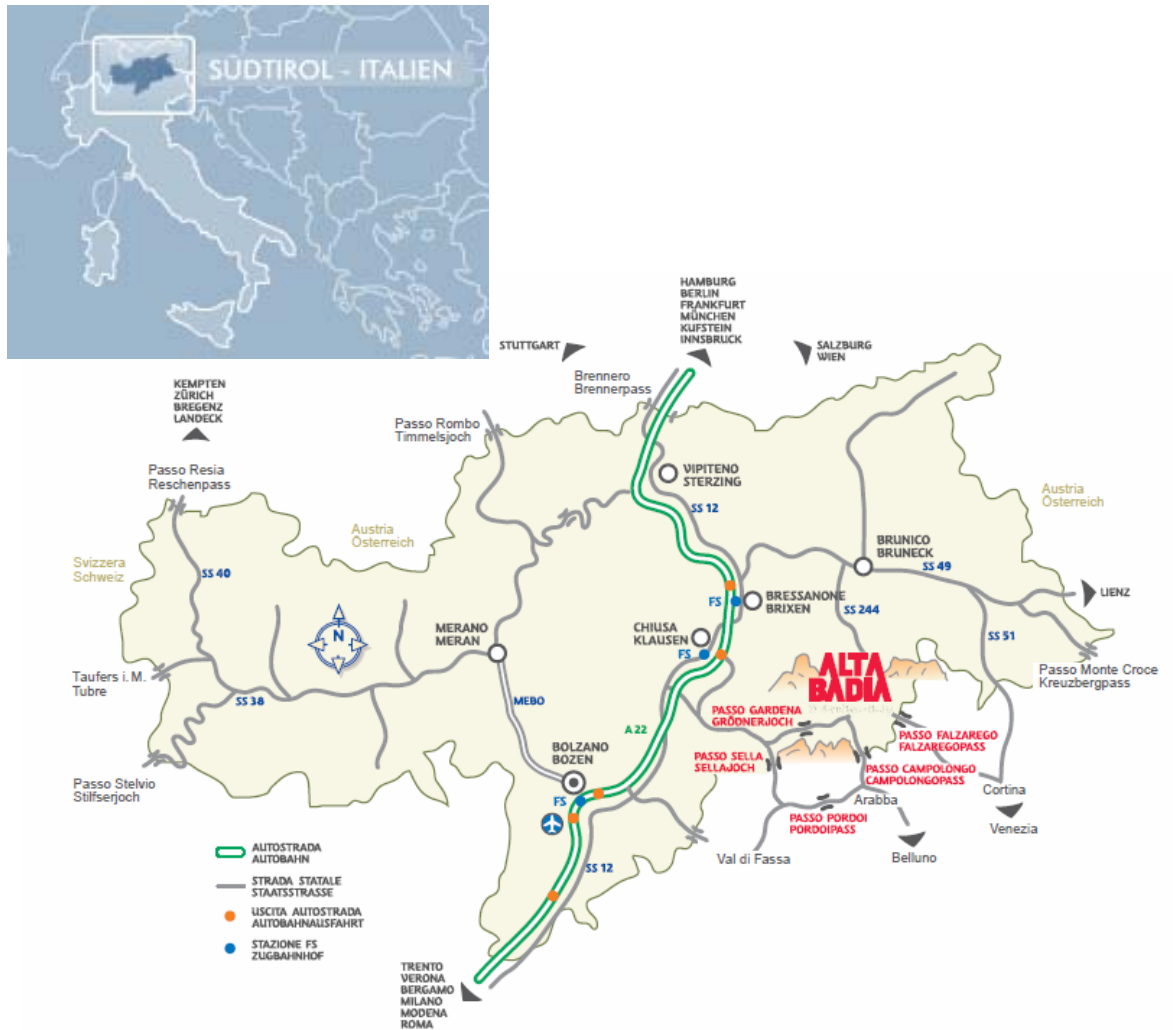 SÜDTIROL - ITALIEN
HAMBURG
BERLIN
FRANKFURT
MÜNCHEN
KUFSTEIN
INNSBRUCK
STUTTGART
SALZBURG
WIEN
KEMPTEN
ZÜRICH
BREGENZ
LANDECK
Brennero
Brennerpass
Passo Rombo
Timmelsjoch
Passo Resia
Reschenpass
VIPITENO
STERZING
SS 12
Austria
Österreich
Austria
Österreich
Svizzera
Schweiz
SS 40
BRUNICO
BRUNECK
SS 49
LIENZ
FS
BRESSANONE
BRIXEN
SS 244
N
MERANO
MERAN
CHIUSA
KLAUSEN
FS
SS 51
Passo Monte Croce
Kreuzbergpass
Taufers i. M.
Tubre
SS 38
MEBO
ALTA
BADIA
PASSO GARDENA
GRÖDNERJOCH
A 22
PASSO FALZAREGO
FALZAREGOPASS
PASSO SELLA
SELLAJOCH
PASSO CAMPOLONGO
CAMPOLONGOPASS
BOLZANO
BOZEN
Passo Stelvio
Stilfserjoch
FS
Cortina
Arabba
PASSO PORDOI
PORDOIPASS
Venezia
Val di Fassa
Belluno
SS 12
AUTOSTRADA
AUTOBAHN
STRADA STATALE
STAATSSTRASSE
USCITA AUTOSTRADA
AUTOBAHNAUSFAHRT
STAZIONE FS
ZUGBAHNHOF
TRENTO
VERONA
BERGAMO
MILANO
MODENA
ROMA